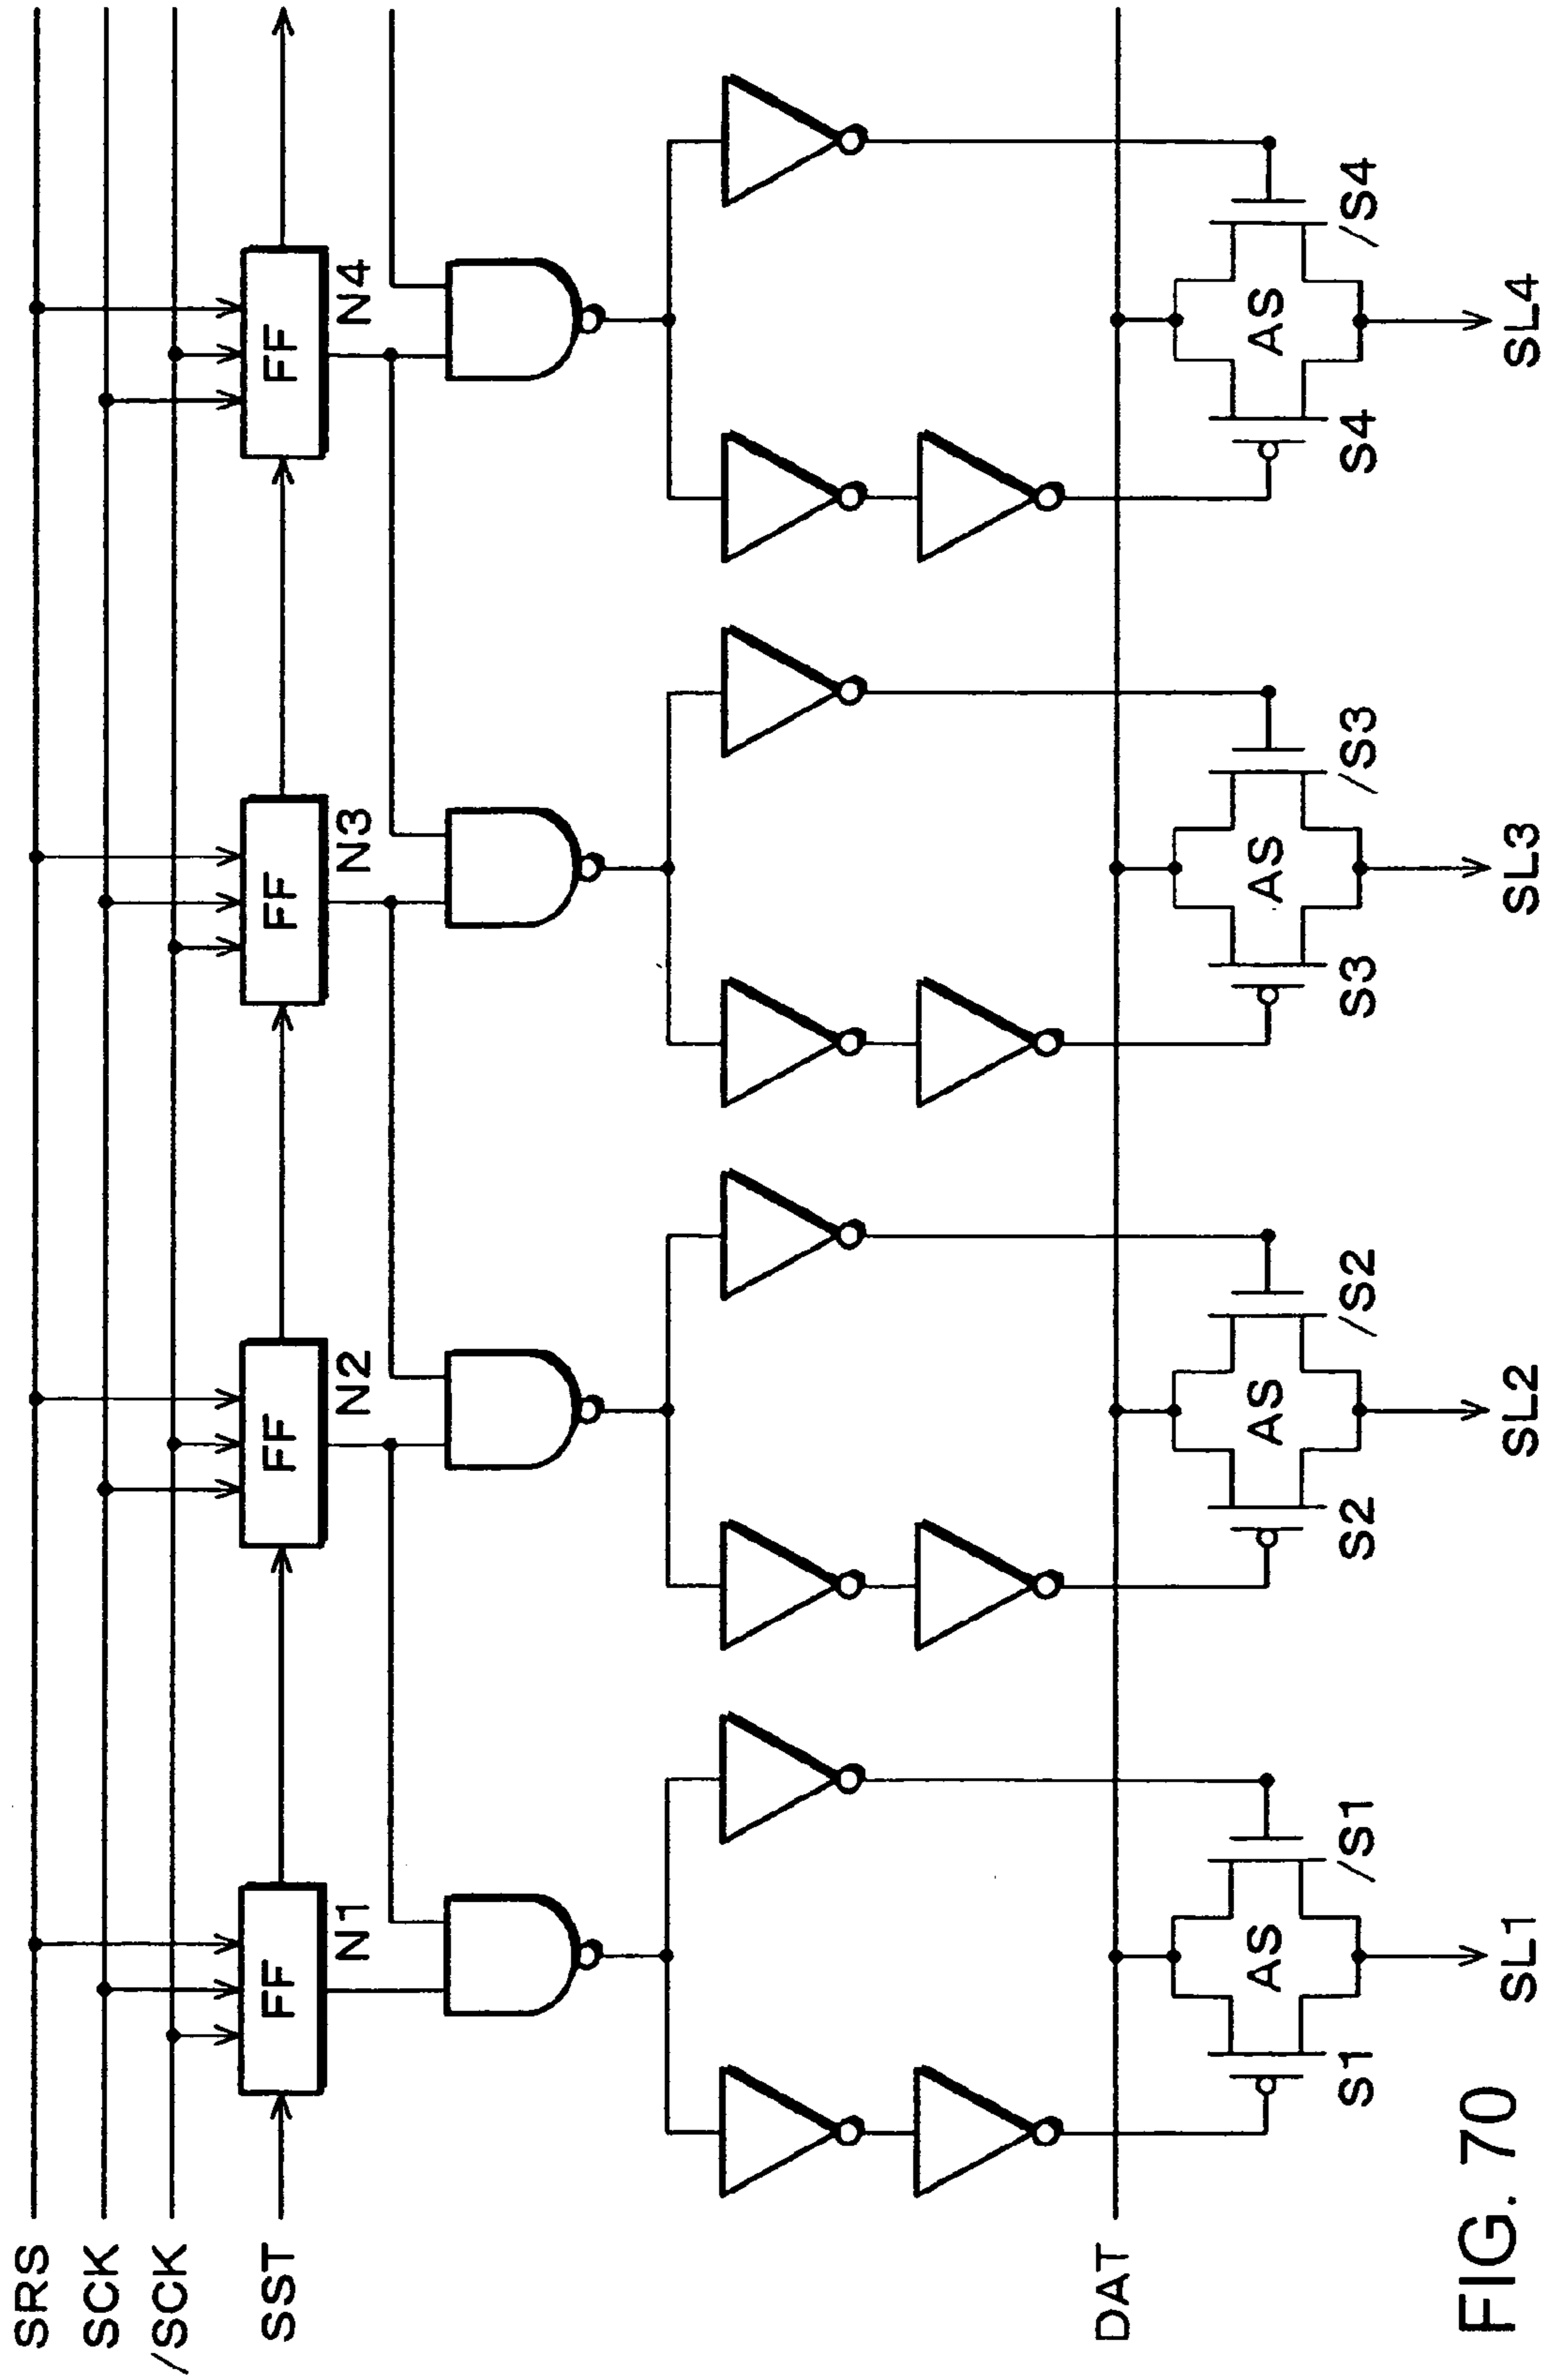 SRS
SCK
/SCK
SST
FF FF FF FF
N1 N2 N3 N4
DAT
AS AS AS AS
S1 /S1 S2 /S2 S3 /S3 S4 /S4
SL1 SL2 SL3 SL4
FIG. 70